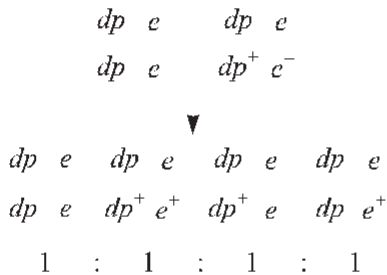 dp e dp e
dp e dp⁺ e⁻
dp e dp e dp e dp e
dp e dp⁺ e⁺ dp⁺ e dp e⁺
1 : 1 : 1 : 1